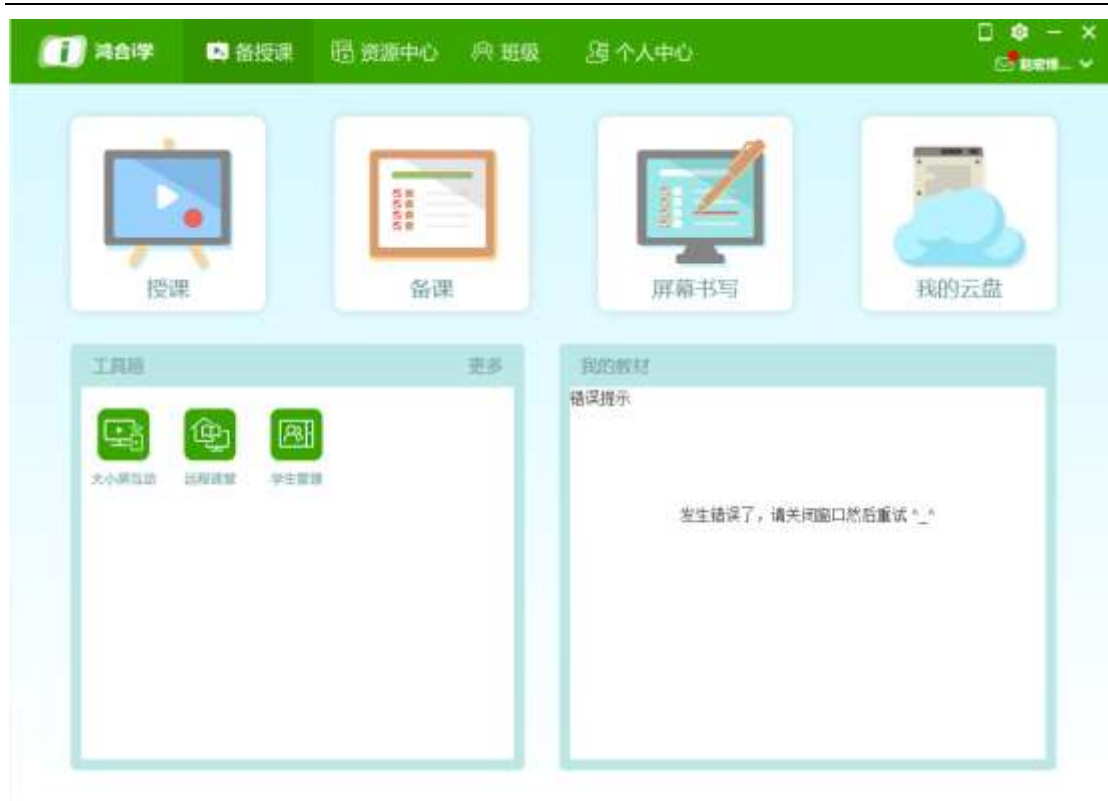 鸿合i学
备授课
资源中心
班级
个人中心
授课
备课
屏幕书写
我的云盘
工具箱
更多
我的教材
大小屏互动
远程课堂
学生管理
错误提示
发生错误了，请关闭窗口然后重试 ^_^